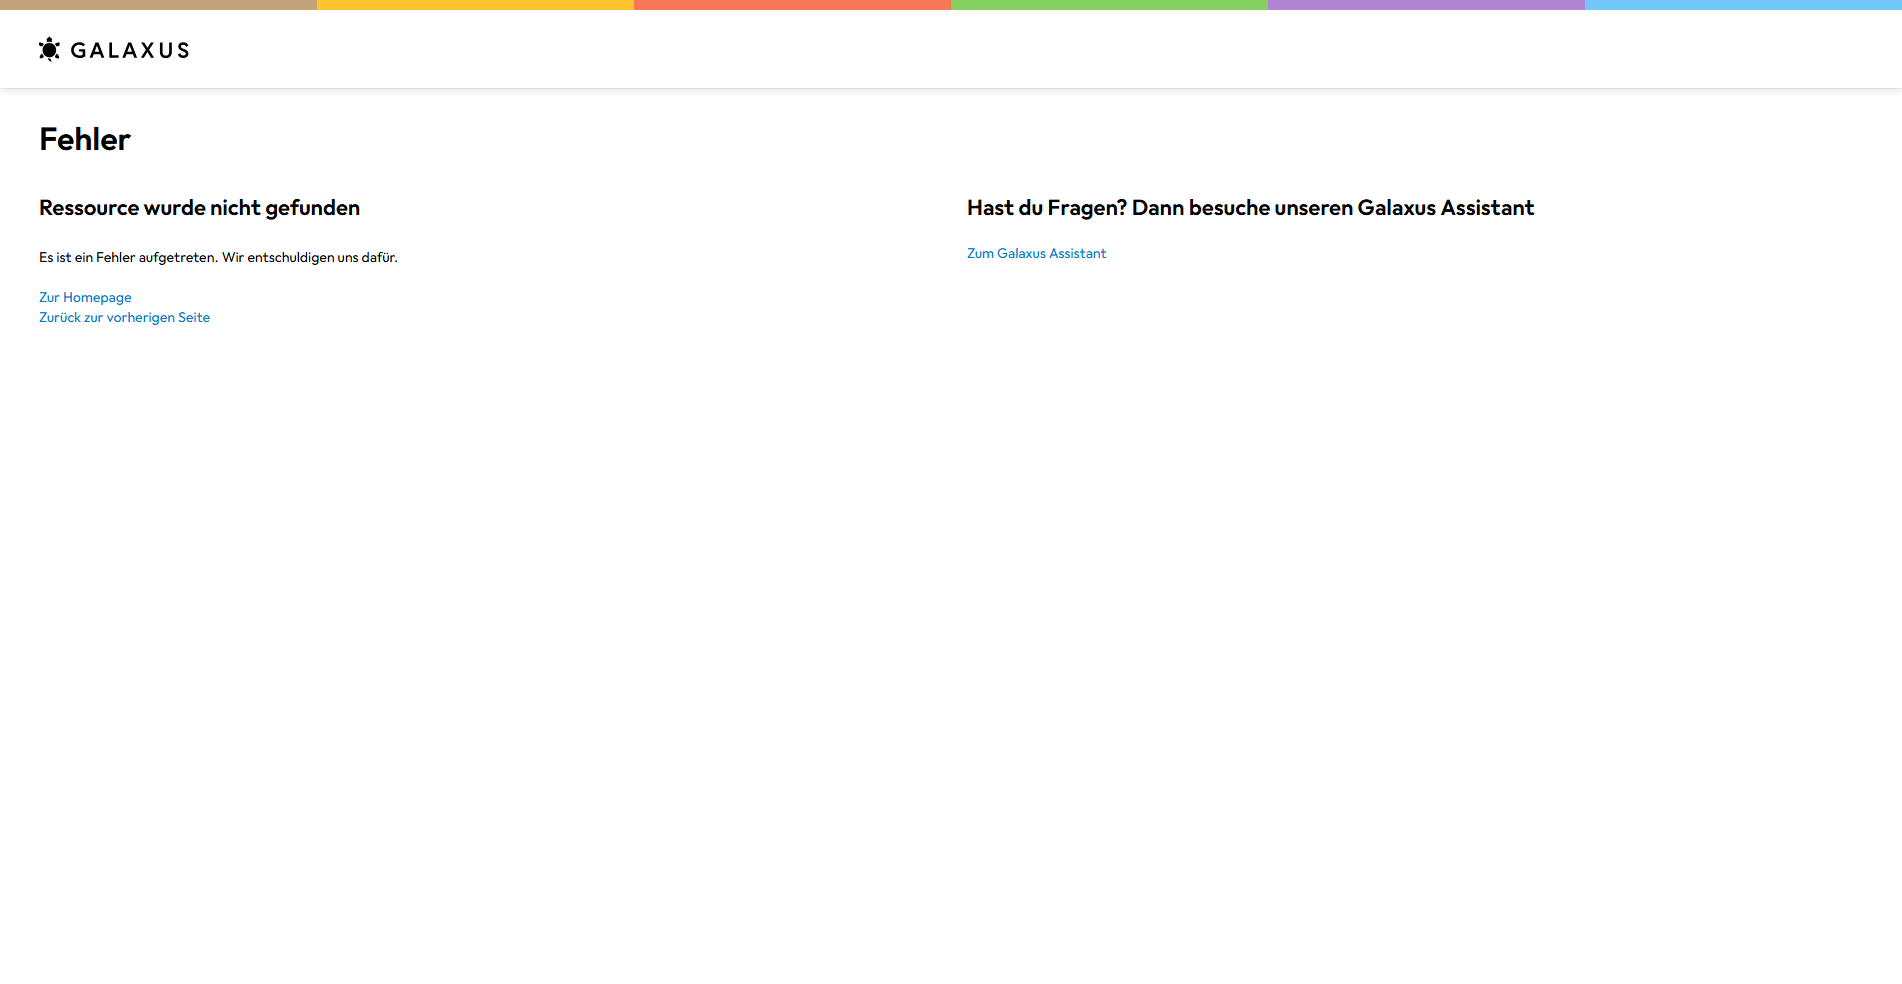 GALAXUS
Fehler
Ressource wurde nicht gefunden
Es ist ein Fehler aufgetreten. Wir entschuldigen uns dafür.
Zur Homepage
Zurück zur vorherigen Seite
Hast du Fragen? Dann besuche unseren Galaxus Assistant
Zum Galaxus Assistant